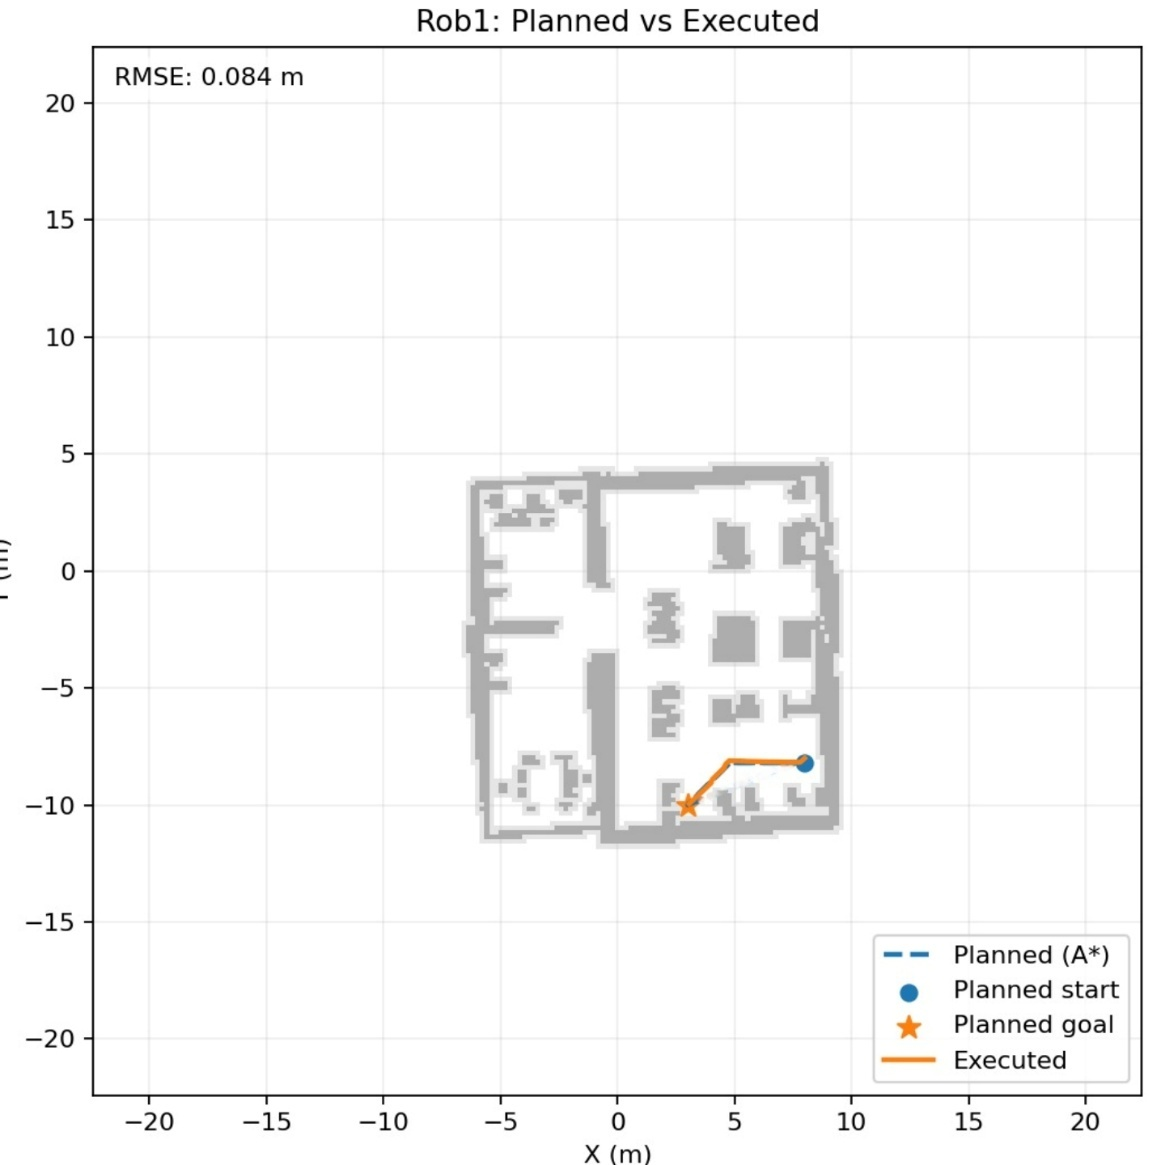 Rob1: Planned vs Executed
RMSE: 0.084 m
20
15
10
5
0
−5
−10
−15
−20
−20
−15
−10
−5
0
5
10
15
20
X (m)
Planned (A*)
Planned start
Planned goal
Executed